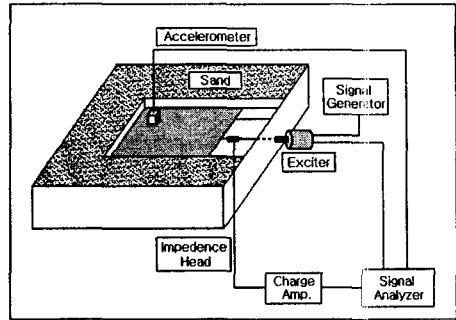 Accelerometer
Sand
Signal
Generator
Exciter
Impedence
Head
Charge
Amp.
Signal
Analyzer